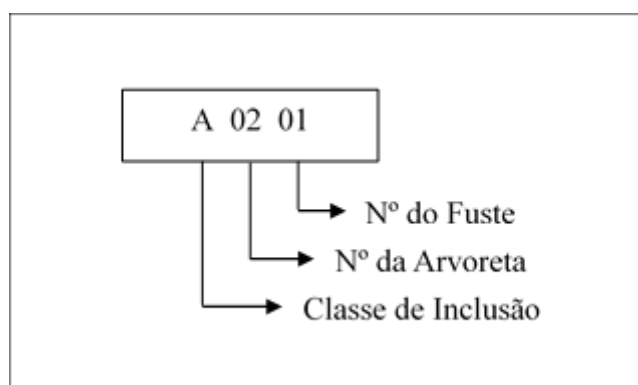 A 02 01
Nº do Fuste
Nº da Arvoreta
Classe de Inclusão